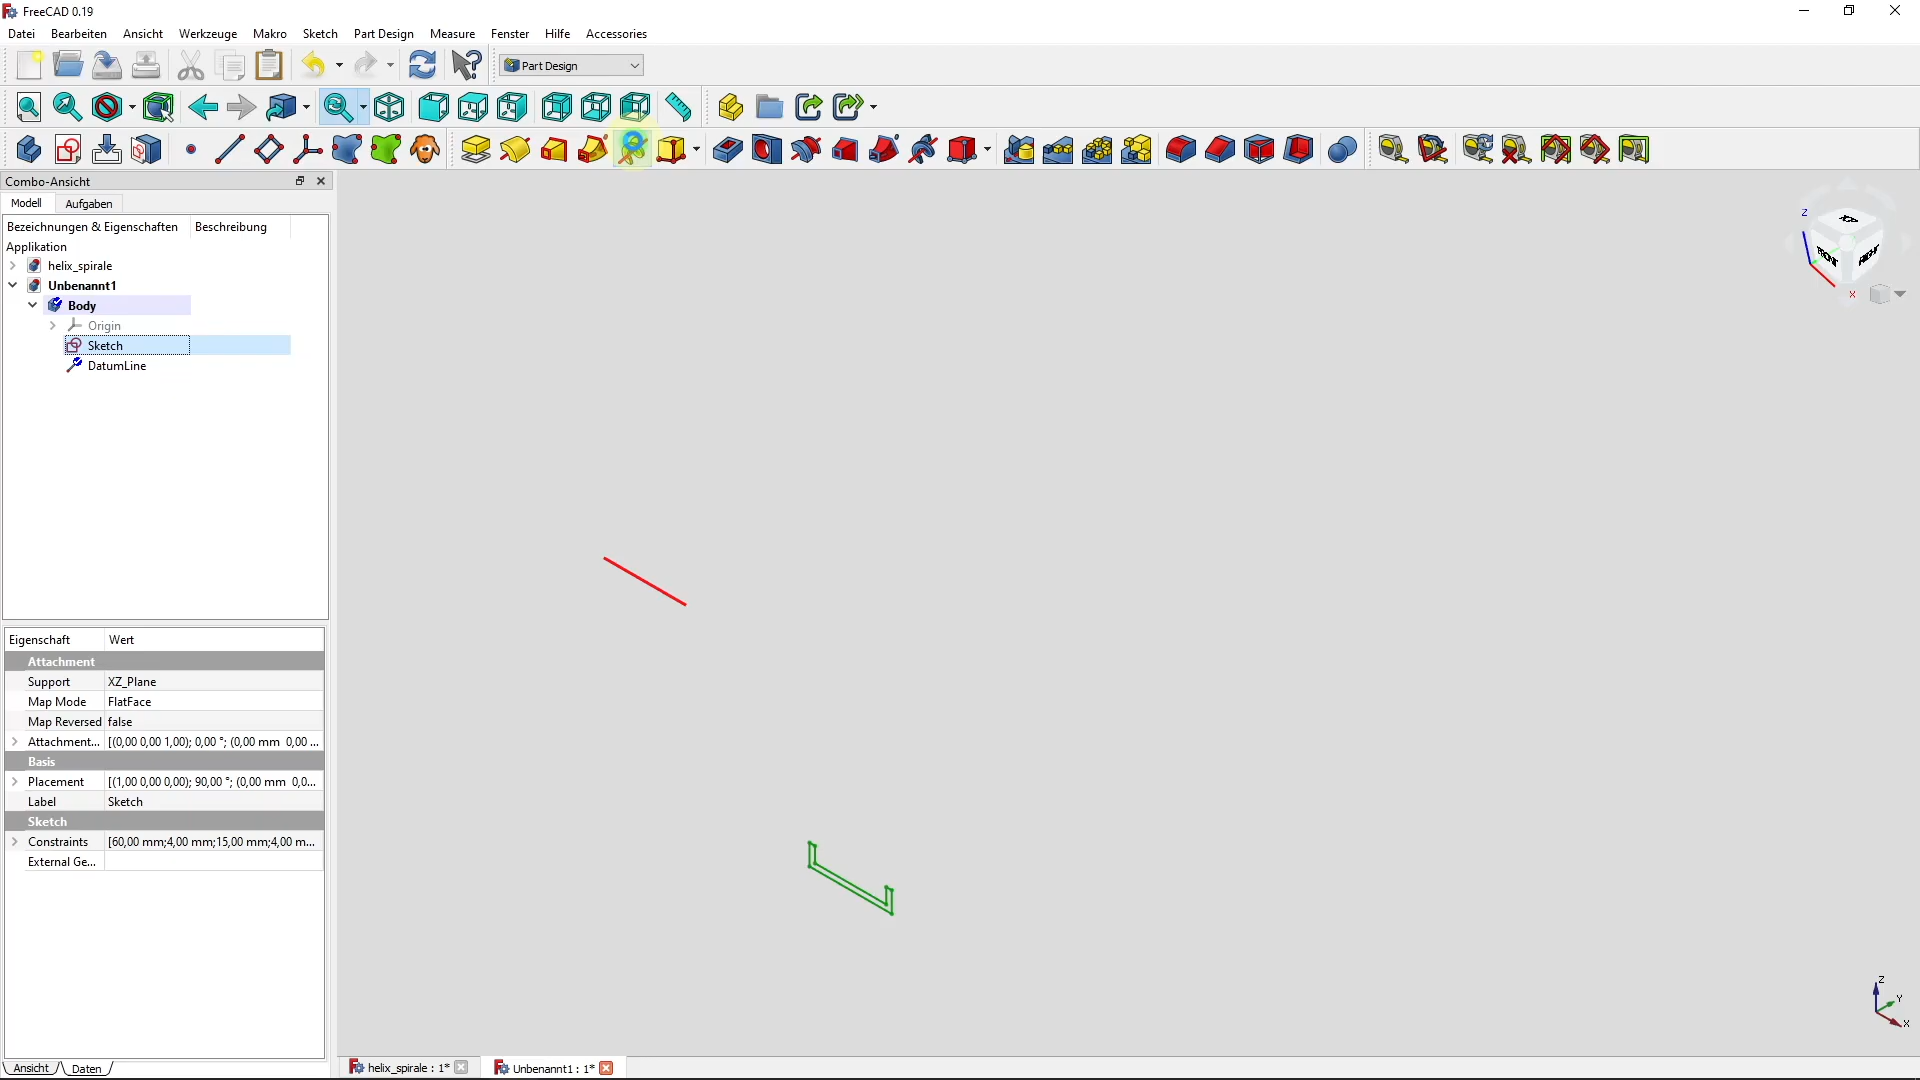 FreeCAD 0.19
Datei Bearbeiten Ansicht Werkzeuge Makro Sketch Part Design Measure Fenster Hilfe Accessories
Part Design
Combo-Ansicht
Modell Aufgaben
Bezeichnungen & Eigenschaften Beschreibung
Applikation
helix_spirale
Unbenannt1
Body
Origin
Sketch
DatumLine
Eigenschaft Wert
Attachment
Support XZ_Plane
Map Mode FlatFace
Map Reversed false
Attachment... [(0,00 0,00 1,00); 0,00 °; (0,00 mm 0,00 ...
Basis
Placement [(1,00 0,00 0,00); 90,00 °; (0,00 mm 0,0...
Label Sketch
Sketch
Constraints [60,00 mm;4,00 mm;15,00 mm;4,00 m...
External Ge...
Ansicht Daten
helix_spirale : 1*
Unbenannt1 : 1*
Z
TOP
FRONT
RIGHT
X
Z
Y
X